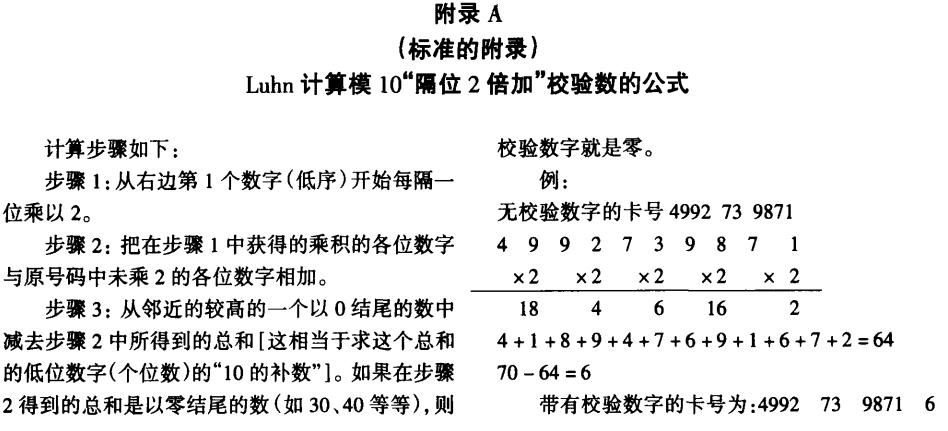 附录 A
(标准的附录)
Luhn 计算模 10“隔位 2 倍加”校验数的公式
计算步骤如下:
步骤 1:从右边第 1 个数字(低序)开始每隔一
位乘以 2。
步骤 2:把在步骤 1 中获得的乘积的各位数字
与原号码中未乘 2 的各位数字相加。
步骤 3:从邻近的较高的一个以 0 结尾的数中
减去步骤 2 中所得到的总和[这相当于求这个总和
的低位数字(个位数)的“10 的补数”]。如果在步骤
2 得到的总和是以零结尾的数(如 30、40 等等),则
校验数字就是零。
例:
无校验数字的卡号 4992 73 9871
4 9 9 2 7 3 9 8 7 1
×2 ×2 ×2 ×2 × 2
18 4 6 16 2
4+1+8+9+4+7+6+9+1+6+7+2=64
70-64=6
带有校验数字的卡号为:4992 73 9871 6